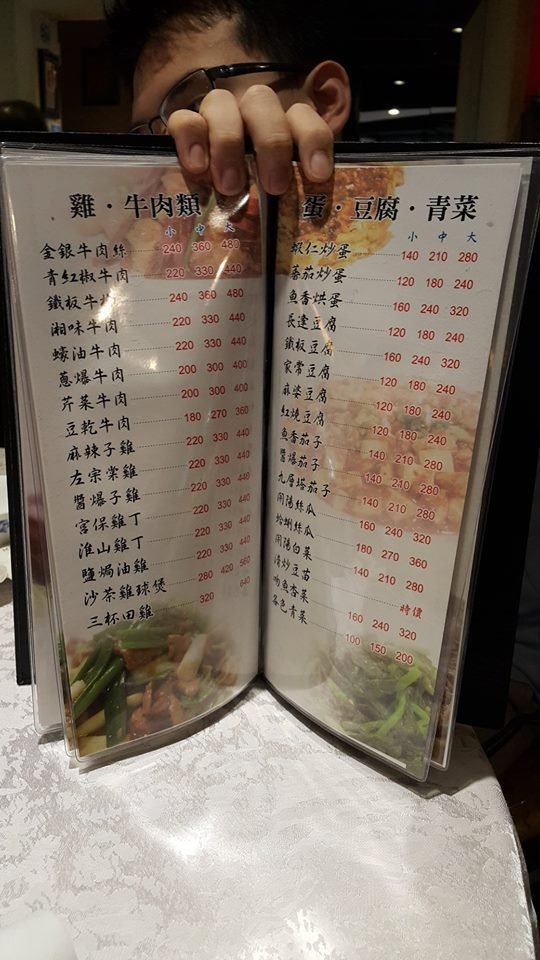 雞·牛肉類
小 中 大
金銀牛肉絲 240 360 480
青紅椒牛肉 220 330 440
鐵板牛 240 360 480
湘味牛肉 220 330 440
蠔油牛肉 220 330 440
蔥爆牛肉 200 300 400
芹菜牛肉 200 300 400
豆乾牛肉 180 270 360
麻辣子雞 220 330 440
左宗棠雞 220 330 440
醬爆子雞 220 330 440
宮保雞丁 220 330 440
淮山雞丁 220 330 440
鹽焗油雞 220 330 440
沙茶雞球煲 280 420 560
三杯田雞 320 640
蛋·豆腐·青菜
小 中 大
蝦仁炒蛋 140 210 280
蕃茄炒蛋 120 180 240
魚香烘蛋 160 240 320
長達豆腐 120 180 240
鐵板豆腐 160 240 320
家常豆腐 120 180 240
麻婆豆腐 120 180 240
紅燒豆腐 120 180 240
魚香茄子 140 210 280
醬爆茄子 140 210 280
九層塔茄子 140 210 280
開陽絲瓜 160 240 320
蛤蜊絲瓜 180 270 360
開陽白菜 140 210 280
清炒豆苗 特價
吻魚杏菜 160 240 320
各色青菜 100 150 200